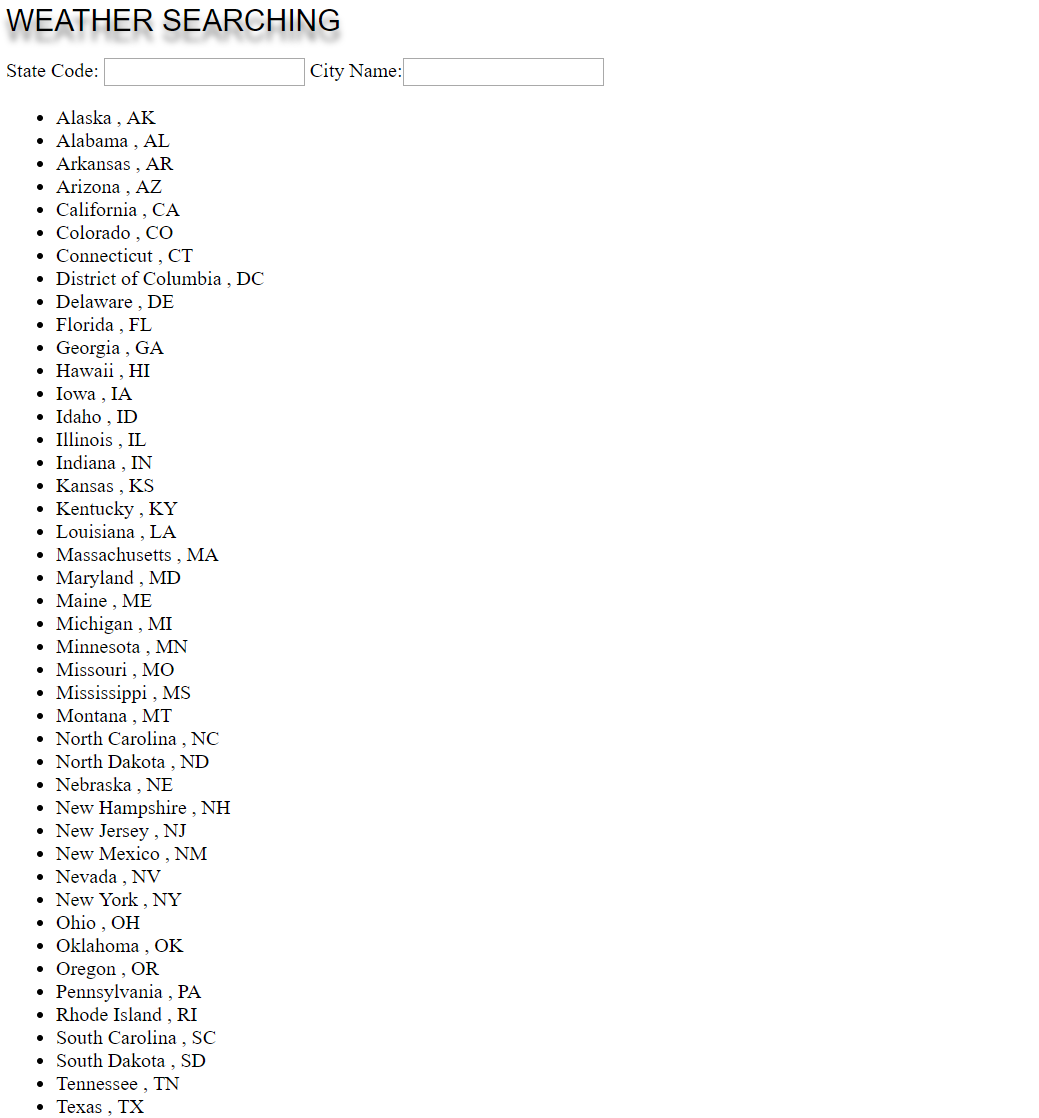 WEATHER SEARCHING
State Code: City Name:
Alaska , AK
Alabama , AL
Arkansas , AR
Arizona , AZ
California , CA
Colorado , CO
Connecticut , CT
District of Columbia , DC
Delaware , DE
Florida , FL
Georgia , GA
Hawaii , HI
Iowa , IA
Idaho , ID
Illinois , IL
Indiana , IN
Kansas , KS
Kentucky , KY
Louisiana , LA
Massachusetts , MA
Maryland , MD
Maine , ME
Michigan , MI
Minnesota , MN
Missouri , MO
Mississippi , MS
Montana , MT
North Carolina , NC
North Dakota , ND
Nebraska , NE
New Hampshire , NH
New Jersey , NJ
New Mexico , NM
Nevada , NV
New York , NY
Ohio , OH
Oklahoma , OK
Oregon , OR
Pennsylvania , PA
Rhode Island , RI
South Carolina , SC
South Dakota , SD
Tennessee , TN
Texas , TX